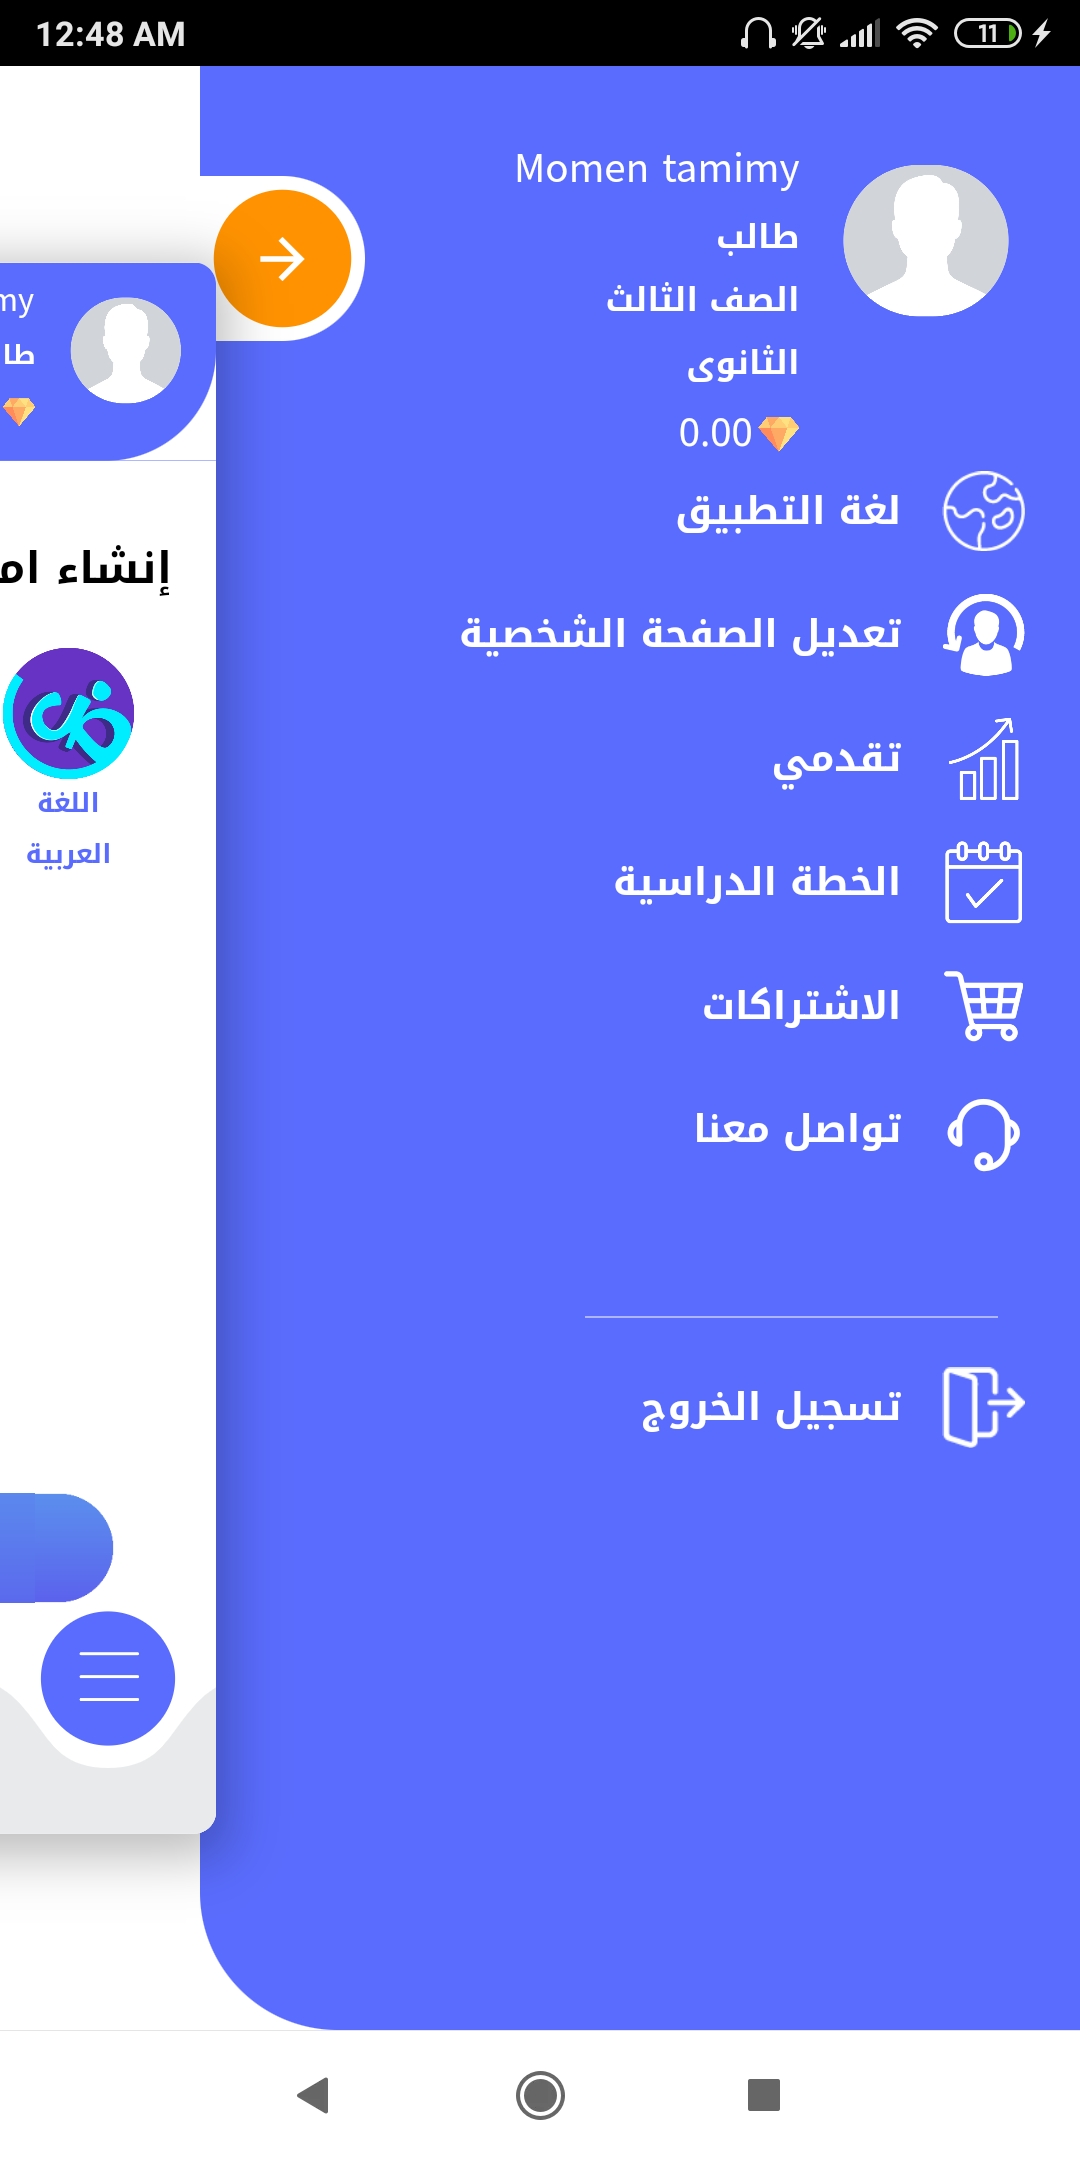 12:48 AM
11
Momen tamimy
طالب
الصف الثالث
الثانوى
0.00
لغة التطبيق
تعديل الصفحة الشخصية
تقدمي
الخطة الدراسية
الاشتراكات
تواصل معنا
تسجيل الخروج
my
طا
إنشاء ام
ض
اللغة
العربية